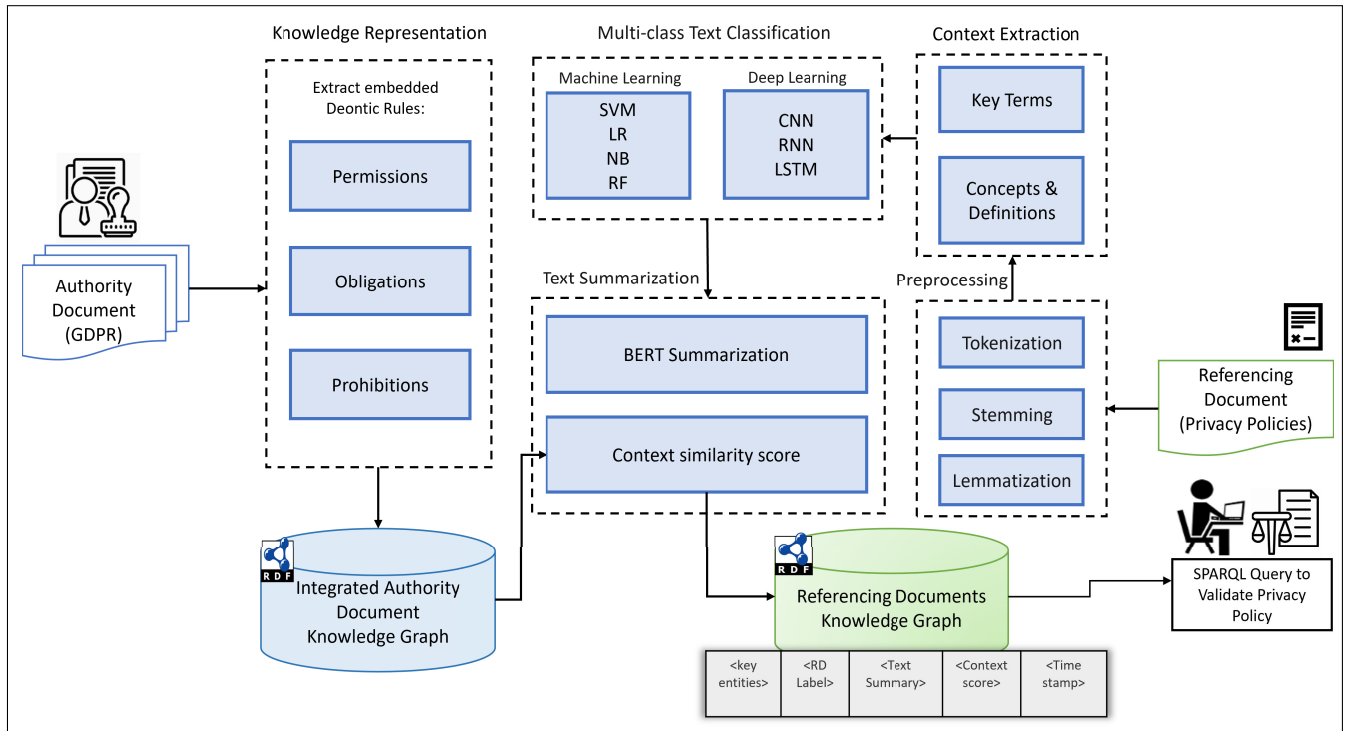 Knowledge Representation
Extract embedded
Deontic Rules:
Permissions
Obligations
Prohibitions
Authority
Document
(GDPR)
RDF
Integrated Authority
Document
Knowledge Graph
Multi-class Text Classification
Machine Learning
SVM
LR
NB
RF
Deep Learning
CNN
RNN
LSTM
Text Summarization
BERT Summarization
Context similarity score
Context Extraction
Key Terms
Concepts &
Definitions
Preprocessing
Tokenization
Stemming
Lemmatization
Referencing
Document
(Privacy Policies)
RDF
Referencing Documents
Knowledge Graph
<key
entities>
<RD
Label>
<Text
Summary>
<Context
score>
<Time
stamp>
SPARQL Query to
Validate Privacy
Policy